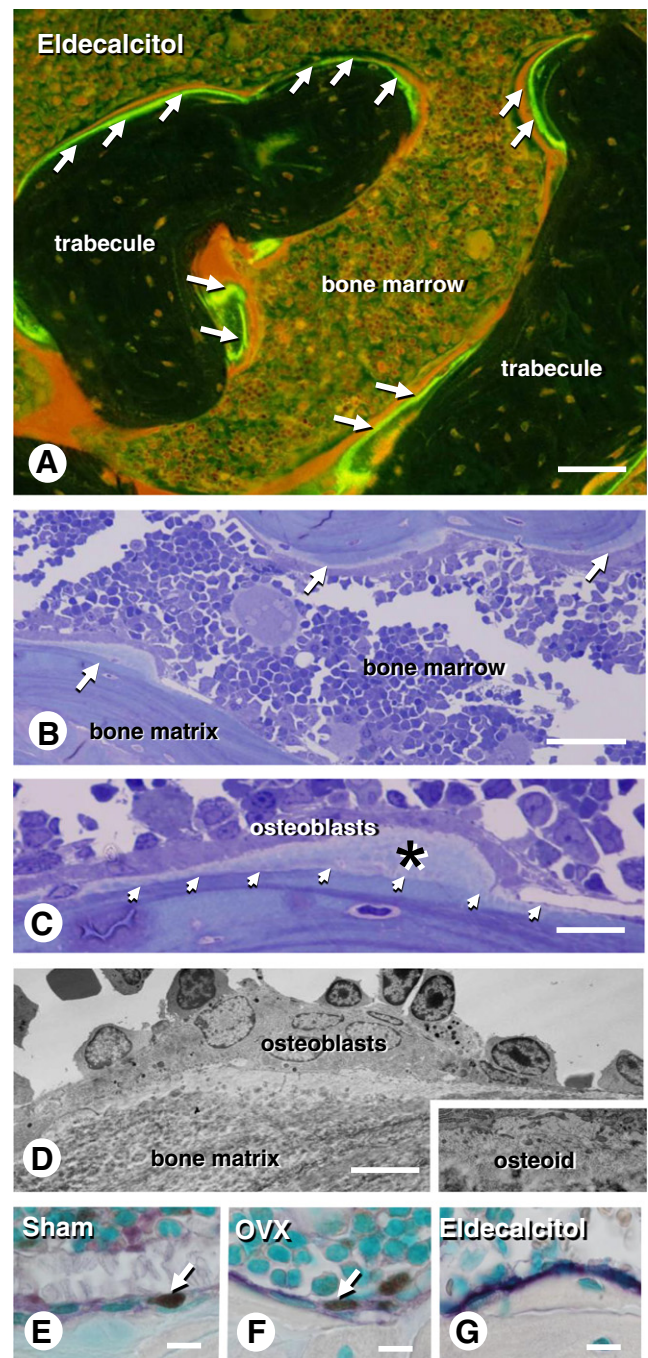 Eldecalcitol
trabecule
bone marrow
trabecule
A
bone marrow
bone matrix
B
osteoblasts
*
C
osteoblasts
bone matrix
osteoid
D
Sham
OVX
Eldecalcitol
E
F
G